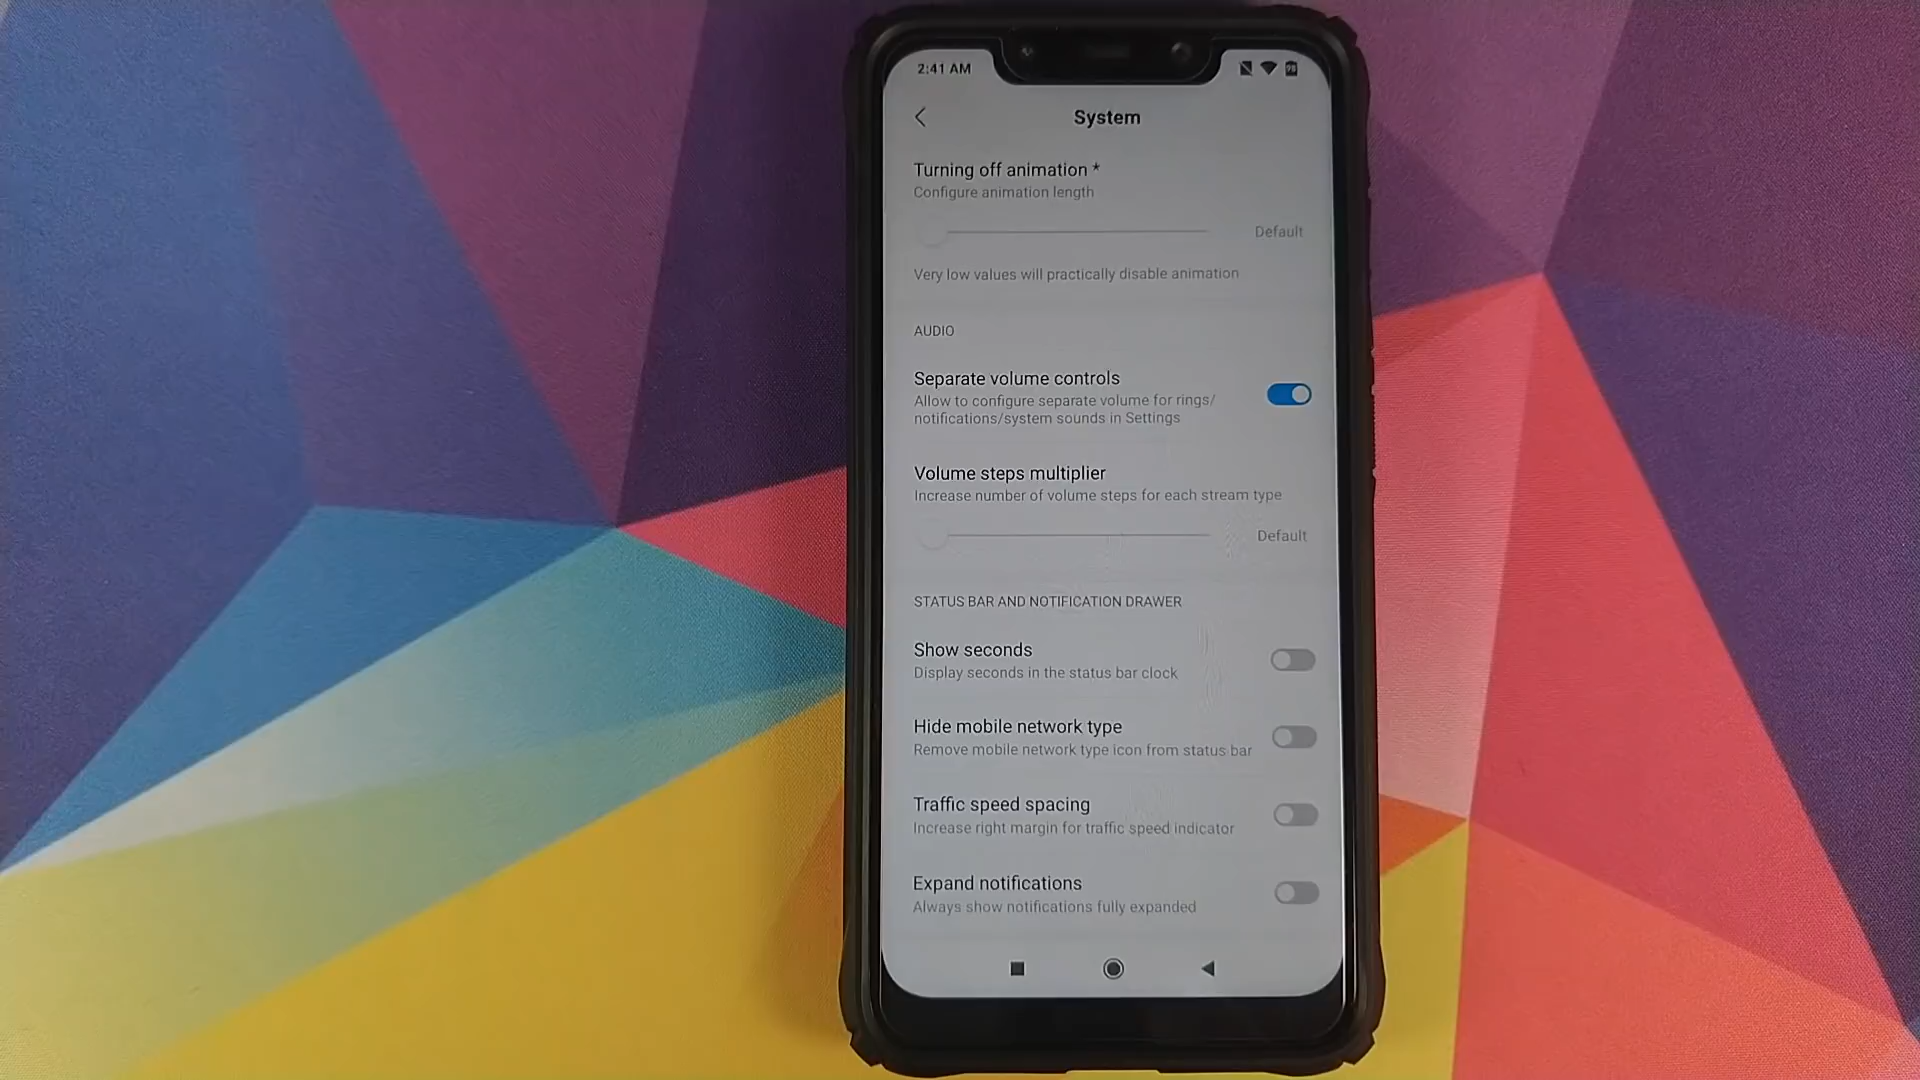 2:41 AM
98
System
Turning off animation *
Configure animation length
Default
Very low values will practically disable animation
AUDIO
Separate volume controls
Allow to configure separate volume for rings/
notifications/system sounds in Settings
Volume steps multiplier
Increase number of volume steps for each stream type
Default
STATUS BAR AND NOTIFICATION DRAWER
Show seconds
Display seconds in the status bar clock
Hide mobile network type
Remove mobile network type icon from status bar
Traffic speed spacing
Increase right margin for traffic speed indicator
Expand notifications
Always show notifications fully expanded